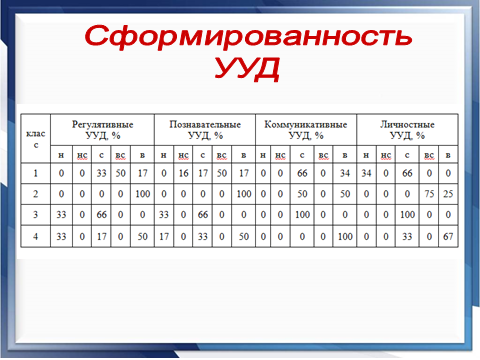 Сформированность
УУД
клас
с
Регулятивные
УУД, %
Познавательные
УУД, %
Коммуникативные
УУД, %
Личностные
УУД, %
н нс с вс в н нс с вс в н нс с вс в н нс с вс в
1 0 0 33 50 17 0 16 17 50 17 0 0 66 0 34 34 0 66 0 0
2 0 0 0 0 100 0 0 0 0 100 0 0 50 0 50 0 0 0 75 25
3 33 0 66 0 0 33 0 66 0 0 0 0 100 0 0 0 0 100 0 0
4 33 0 17 0 50 17 0 33 0 50 0 0 0 0 100 0 0 33 0 67